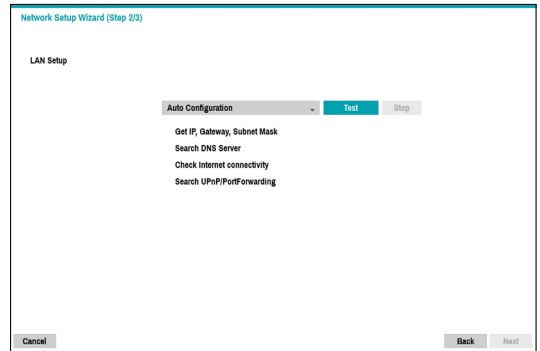 Network Setup Wizard (Step 2/3)
LAN Setup
Auto Configuration Test Stop
Get IP, Gateway, Subnet Mask
Search DNS Server
Check Internet connectivity
Search UPnP/PortForwarding
Cancel Back Next